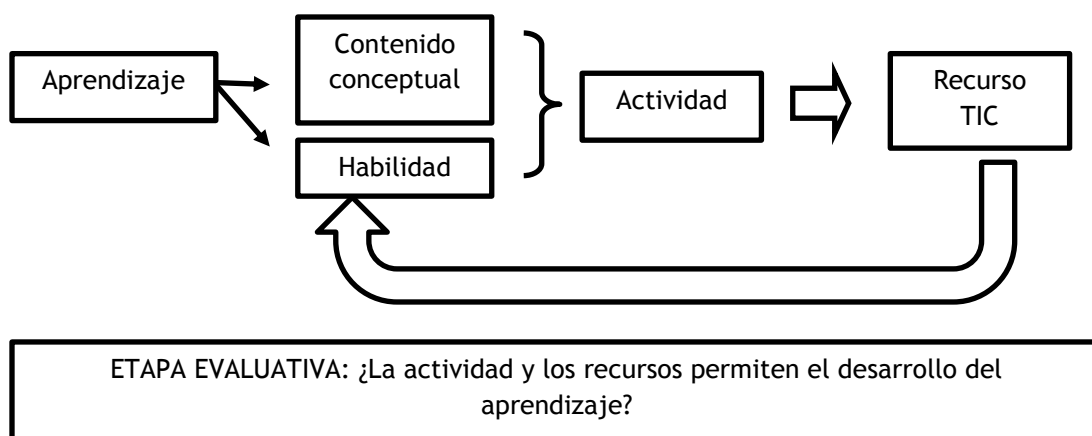 Aprendizaje
Contenido
conceptual
Habilidad
Actividad
Recurso
TIC
ETAPA EVALUATIVA: ¿La actividad y los recursos permiten el desarrollo del
aprendizaje?